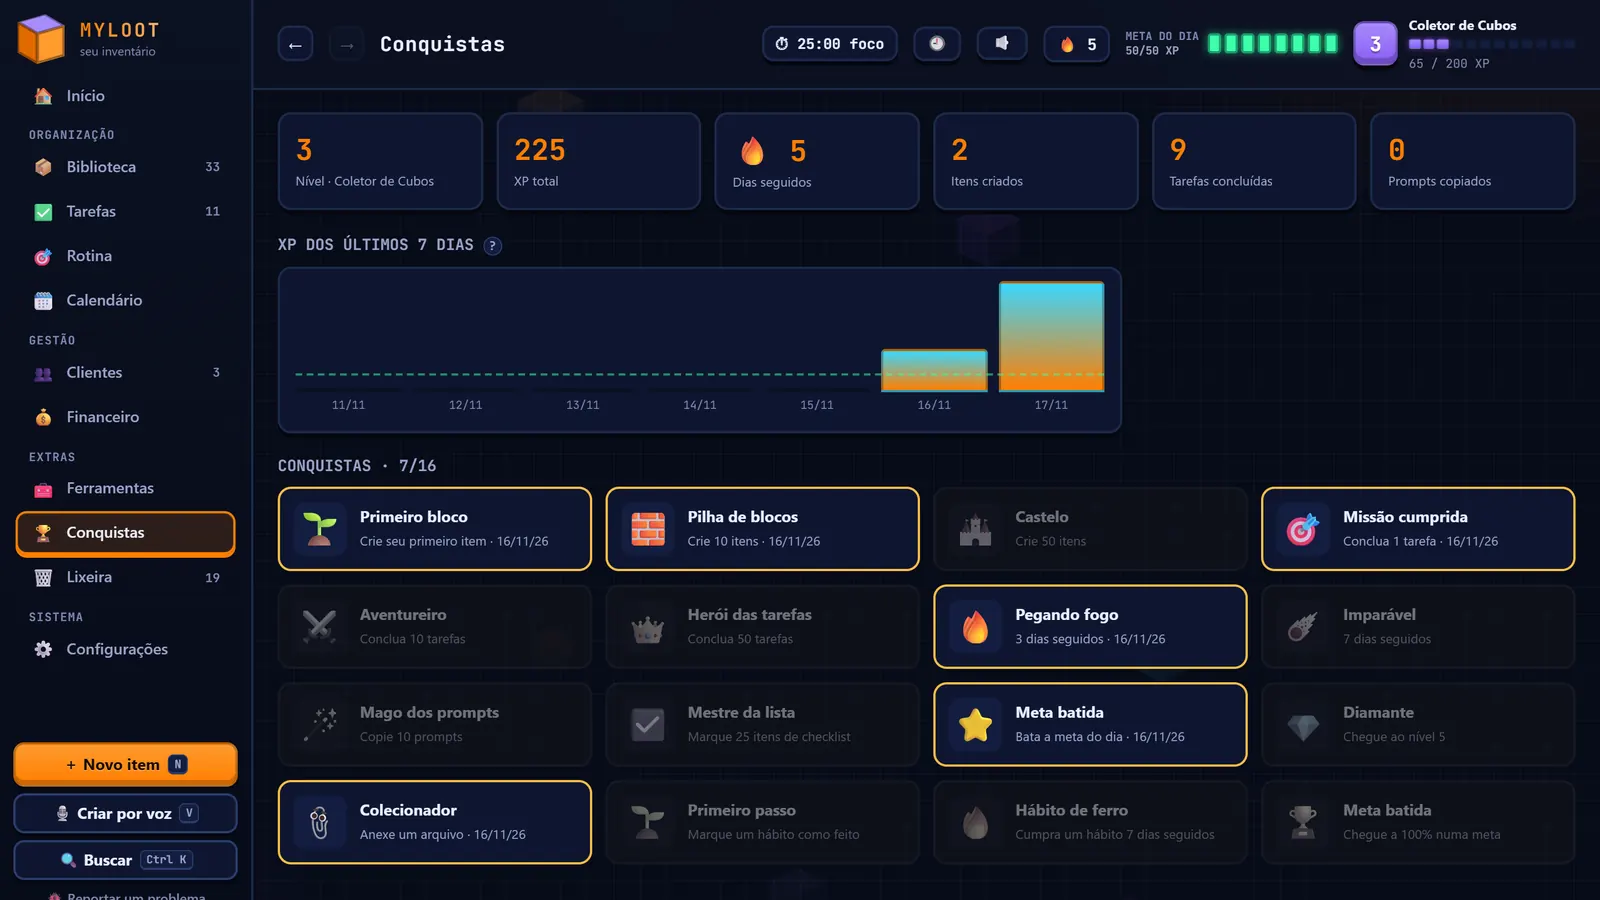 MYLOOT
seu inventário
Início
ORGANIZAÇÃO
Biblioteca 33
Tarefas 11
Rotina
Calendário
GESTÃO
Clientes 3
Financeiro
EXTRAS
Ferramentas
Conquistas
Lixeira 19
SISTEMA
Configurações
+ Novo item N
Criar por voz V
Buscar Ctrl K
Reportar um problema
← → Conquistas
25:00 foco
5
META DO DIA
50/50 XP
3
Coletor de Cubos
65 / 200 XP
3
Nível · Coletor de Cubos
225
XP total
5
Dias seguidos
2
Itens criados
9
Tarefas concluídas
0
Prompts copiados
XP DOS ÚLTIMOS 7 DIAS ?
11/11 12/11 13/11 14/11 15/11 16/11 17/11
CONQUISTAS · 7/16
Primeiro bloco
Crie seu primeiro item · 16/11/26
Pilha de blocos
Crie 10 itens · 16/11/26
Castelo
Crie 50 itens
Missão cumprida
Conclua 1 tarefa · 16/11/26
Aventureiro
Conclua 10 tarefas
Herói das tarefas
Conclua 50 tarefas
Pegando fogo
3 dias seguidos · 16/11/26
Imparável
7 dias seguidos
Mago dos prompts
Copie 10 prompts
Mestre da lista
Marque 25 itens de checklist
Meta batida
Bata a meta do dia · 16/11/26
Diamante
Chegue ao nível 5
Colecionador
Anexe um arquivo · 16/11/26
Primeiro passo
Marque um hábito como feito
Hábito de ferro
Cumpra um hábito 7 dias seguidos
Meta batida
Chegue a 100% numa meta